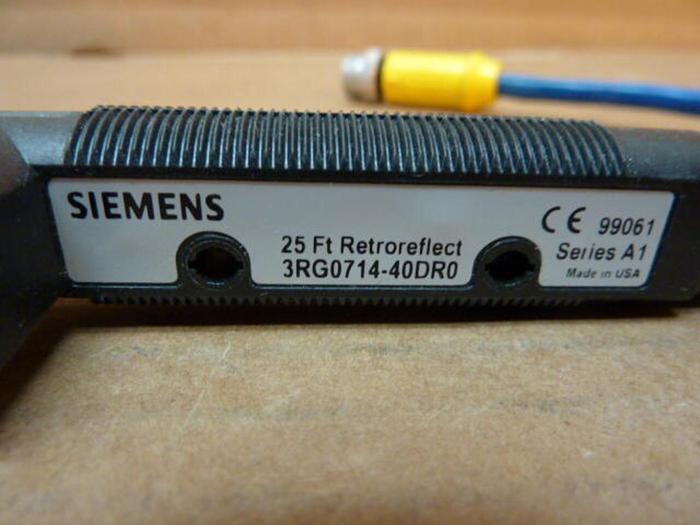 SIEMENS
25 Ft Retroreflect
3RG0714-40DR0
CE 99061
Series A1
Made in USA